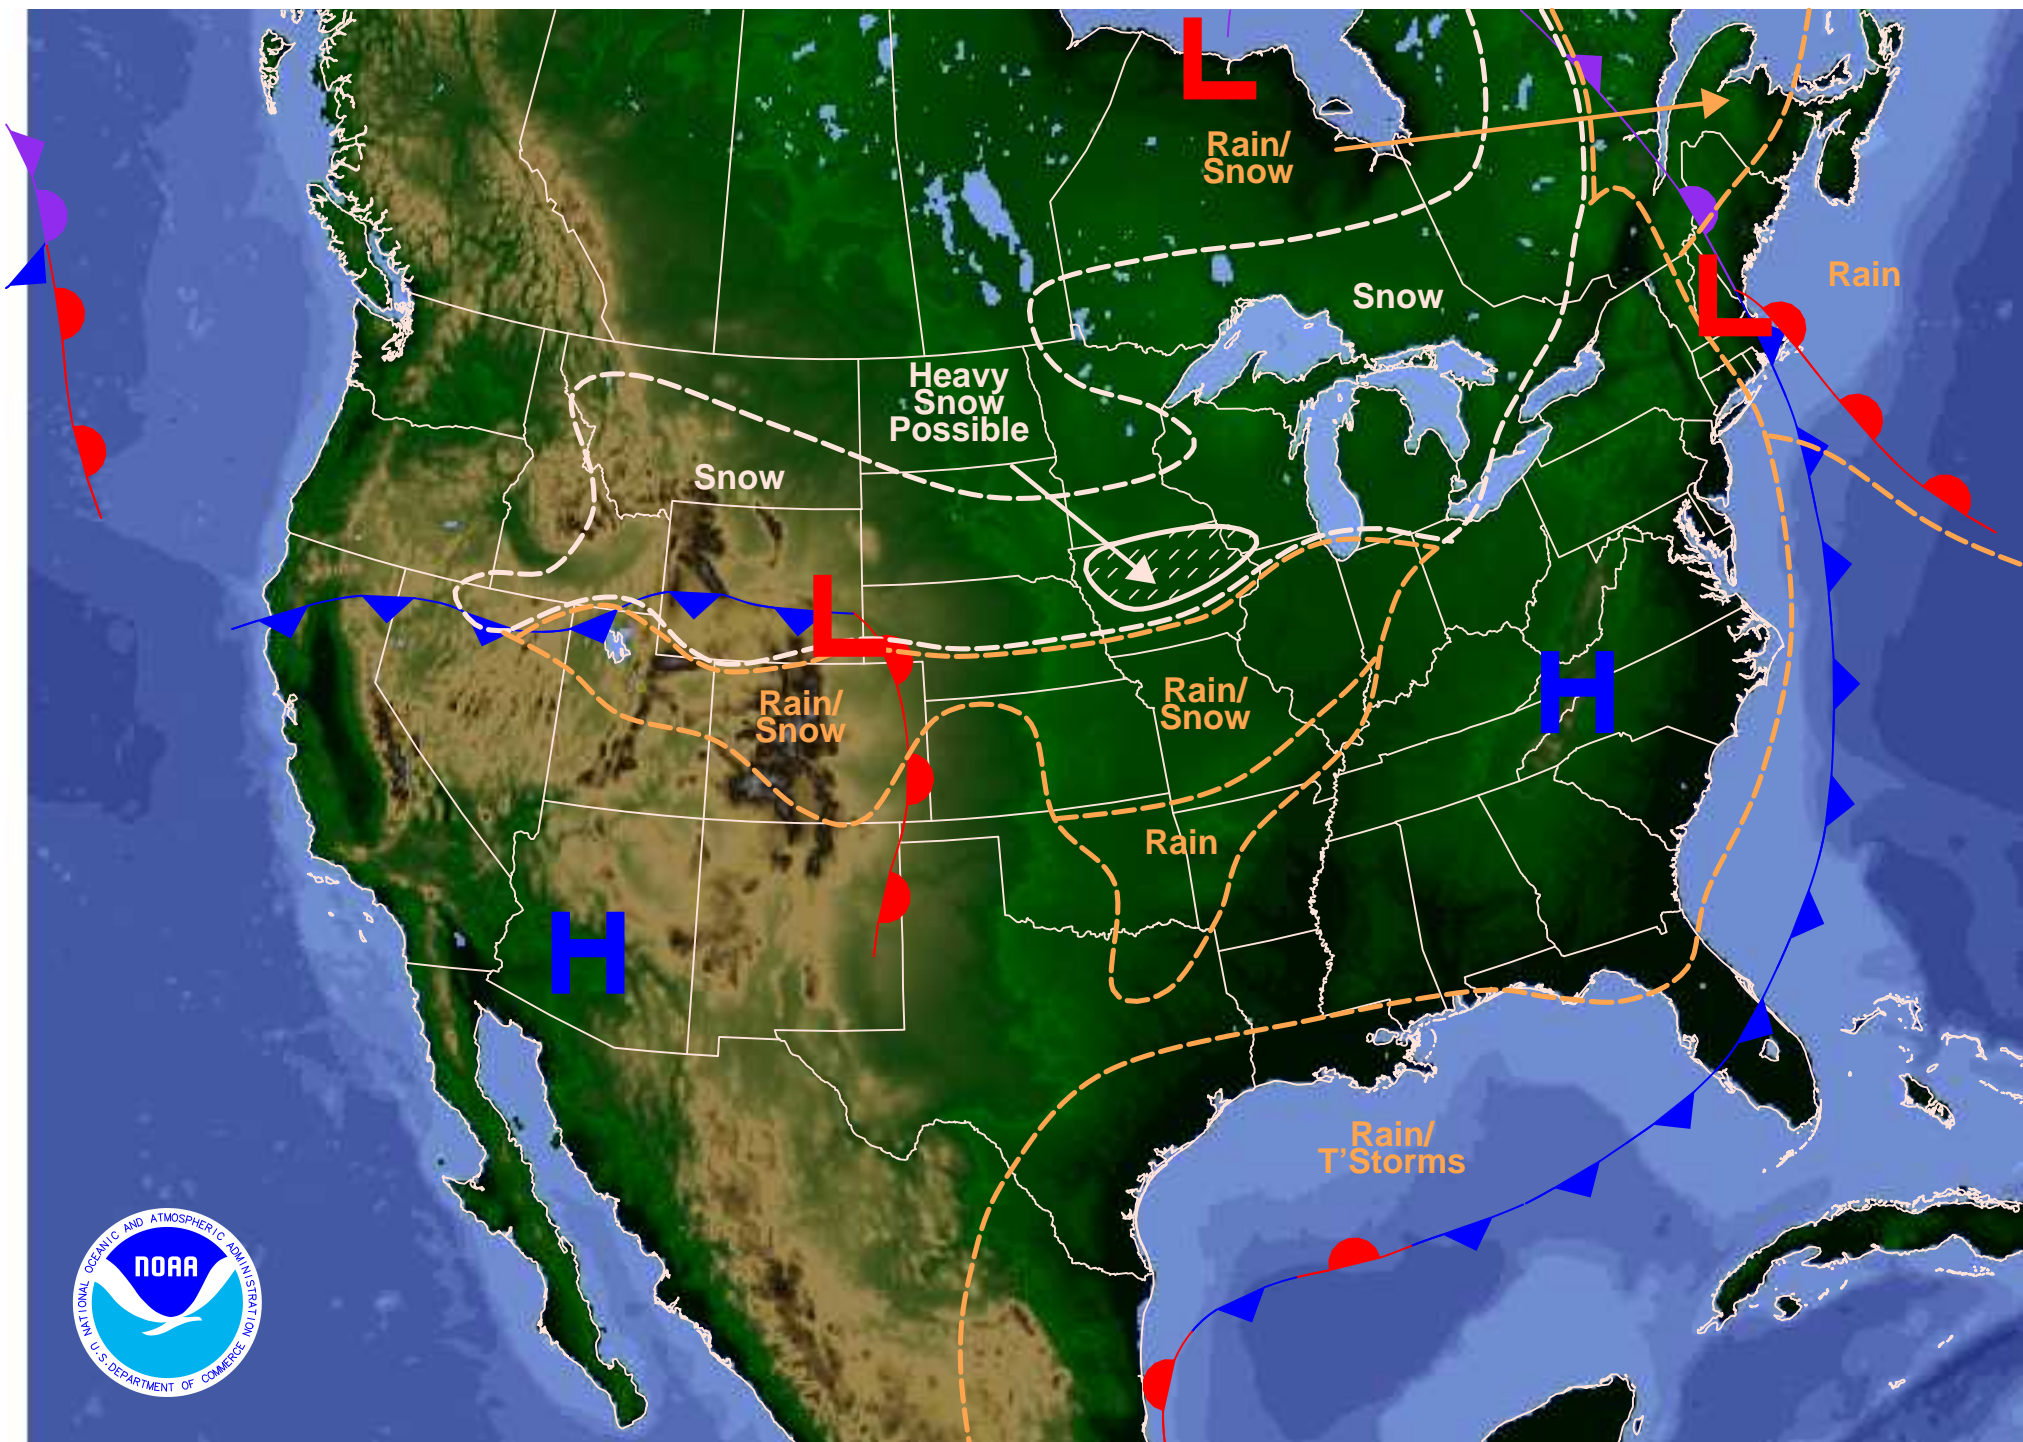 L
Rain/
Snow
Rain
L
Snow
Heavy
Snow
Possible
Snow
L
Rain/
Snow
Rain/
Snow
H
Rain
H
Rain/
T'Storms
NATIONAL OCEANIC AND ATMOSPHERIC ADMINISTRATION
NOAA
U.S. DEPARTMENT OF COMMERCE